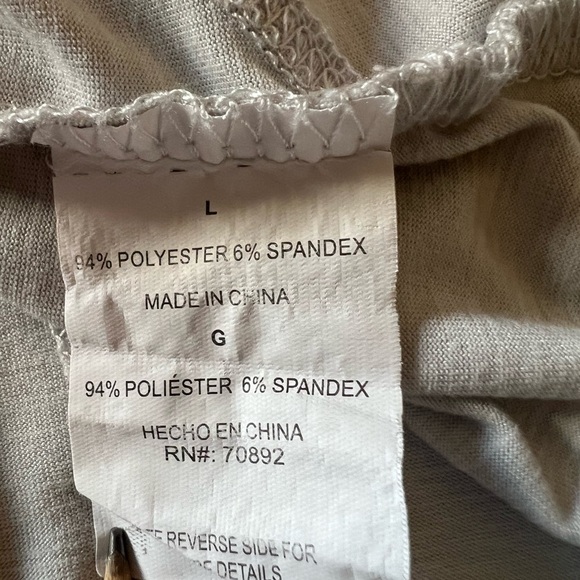 L
94% POLYESTER 6% SPANDEX
MADE IN CHINA
G
94% POLIÉSTER 6% SPANDEX
HECHO EN CHINA
RN#: 70892
REVERSE SIDE FOR
DETAILS